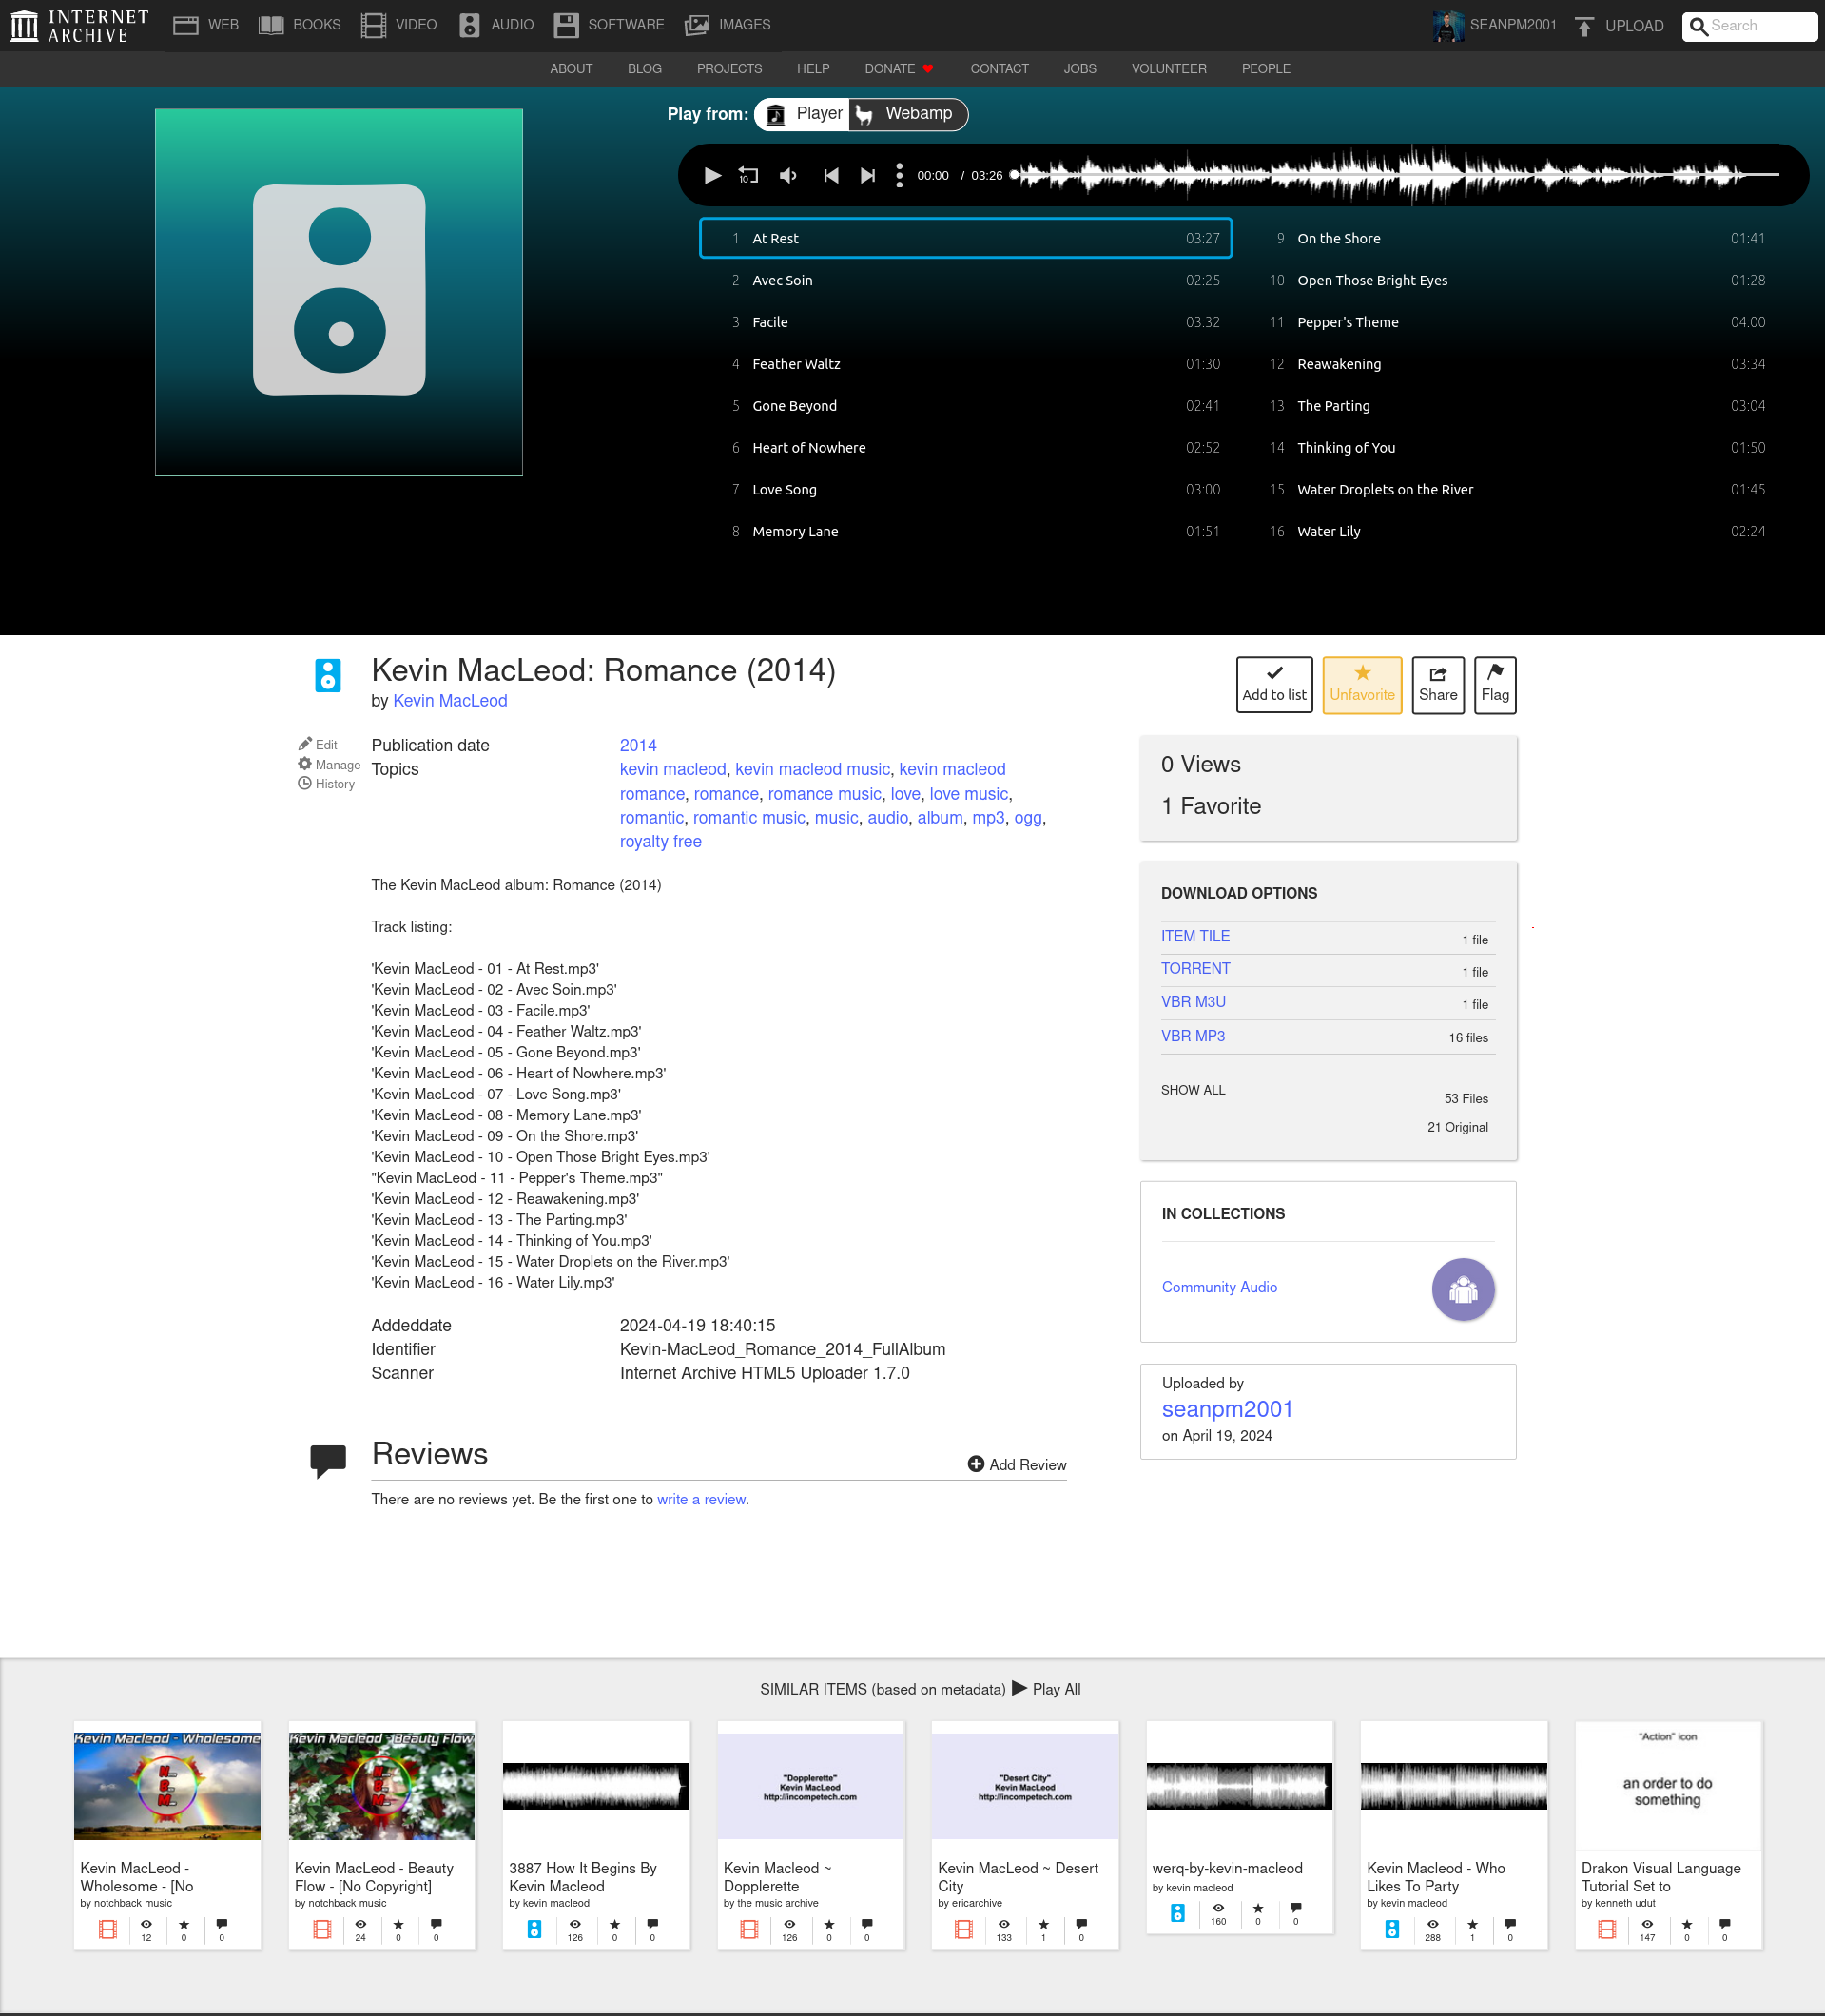 INTERNET ARCHIVE
WEB BOOKS VIDEO AUDIO SOFTWARE IMAGES SEANPM2001 UPLOAD Search
ABOUT BLOG PROJECTS HELP DONATE CONTACT JOBS VOLUNTEER PEOPLE
Play from: Player Webamp
10 00:00 / 03:26
1 At Rest 03:27
2 Avec Soin 02:25
3 Facile 03:32
4 Feather Waltz 01:30
5 Gone Beyond 02:41
6 Heart of Nowhere 02:52
7 Love Song 03:00
8 Memory Lane 01:51
9 On the Shore 01:41
10 Open Those Bright Eyes 01:28
11 Pepper's Theme 04:00
12 Reawakening 03:34
13 The Parting 03:04
14 Thinking of You 01:50
15 Water Droplets on the River 01:45
16 Water Lily 02:24
Kevin MacLeod: Romance (2014)
by Kevin MacLeod
Edit
Manage
History
Publication date 2014
Topics kevin macleod, kevin macleod music, kevin macleod
romance, romance, romance music, love, love music,
romantic, romantic music, music, audio, album, mp3, ogg,
royalty free
The Kevin MacLeod album: Romance (2014)
Track listing:
'Kevin MacLeod - 01 - At Rest.mp3'
'Kevin MacLeod - 02 - Avec Soin.mp3'
'Kevin MacLeod - 03 - Facile.mp3'
'Kevin MacLeod - 04 - Feather Waltz.mp3'
'Kevin MacLeod - 05 - Gone Beyond.mp3'
'Kevin MacLeod - 06 - Heart of Nowhere.mp3'
'Kevin MacLeod - 07 - Love Song.mp3'
'Kevin MacLeod - 08 - Memory Lane.mp3'
'Kevin MacLeod - 09 - On the Shore.mp3'
'Kevin MacLeod - 10 - Open Those Bright Eyes.mp3'
"Kevin MacLeod - 11 - Pepper's Theme.mp3"
'Kevin MacLeod - 12 - Reawakening.mp3'
'Kevin MacLeod - 13 - The Parting.mp3'
'Kevin MacLeod - 14 - Thinking of You.mp3'
'Kevin MacLeod - 15 - Water Droplets on the River.mp3'
'Kevin MacLeod - 16 - Water Lily.mp3'
Addeddate 2024-04-19 18:40:15
Identifier Kevin-MacLeod_Romance_2014_FullAlbum
Scanner Internet Archive HTML5 Uploader 1.7.0
Reviews
Add Review
There are no reviews yet. Be the first one to write a review.
Add to list Unfavorite Share Flag
0 Views
1 Favorite
DOWNLOAD OPTIONS
ITEM TILE 1 file
TORRENT 1 file
VBR M3U 1 file
VBR MP3 16 files
SHOW ALL 53 Files
21 Original
IN COLLECTIONS
Community Audio
Uploaded by
seanpm2001
on April 19, 2024
SIMILAR ITEMS (based on metadata) Play All
Kevin Macleod - Wholesome
Kevin MacLeod -
Wholesome - [No
by notchback music
12 0 0
Kevin Macleod - Beauty Flow
Kevin MacLeod - Beauty
Flow - [No Copyright]
by notchback music
24 0 0
3887 How It Begins By
Kevin Macleod
by kevin macleod
126 0 0
"Dopplerette"
Kevin MacLeod
http://incompetech.com
Kevin Macleod ~
Dopplerette
by the music archive
126 0 0
"Desert City"
Kevin MacLeod
http://incompetech.com
Kevin MacLeod ~ Desert
City
by ericarchive
133 1 0
werq-by-kevin-macleod
by kevin macleod
160 0 0
Kevin Macleod - Who
Likes To Party
by kevin macleod
288 1 0
"Action" icon
an order to do
something
Drakon Visual Language
Tutorial Set to
by kenneth udut
147 0 0